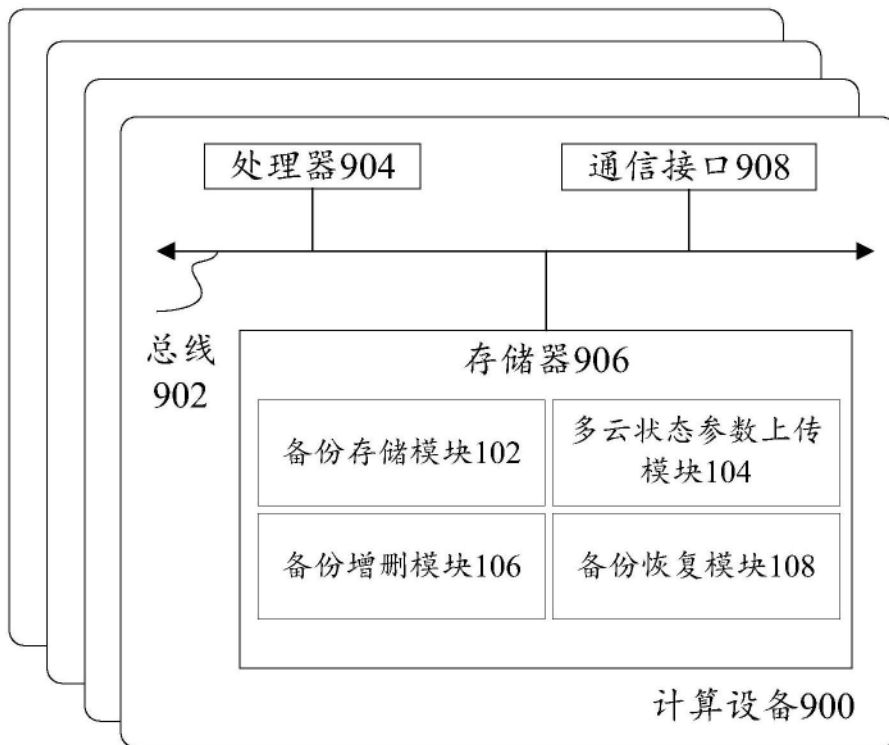 处理器904
通信接口908
总线
902
存储器906
备份存储模块102
多云状态参数上传
模块104
备份增删模块106
备份恢复模块108
计算设备900